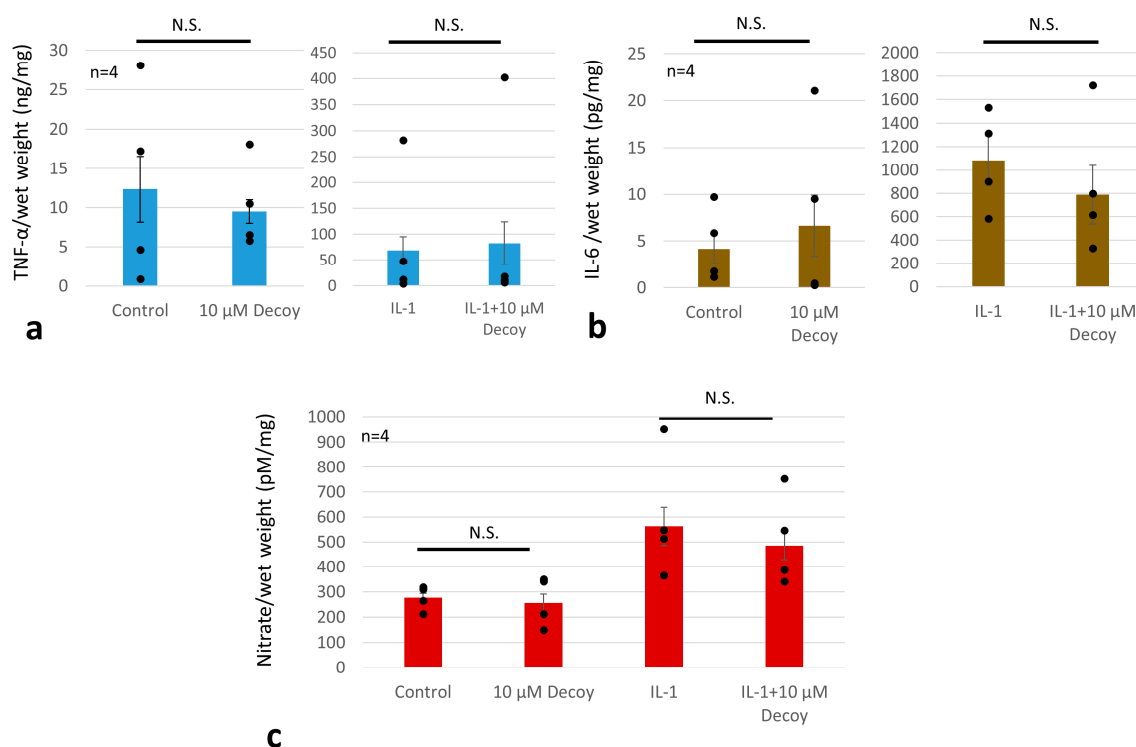 N.S.
N.S.
TNF-α/wet weight (ng/mg)
n=4
30
25
20
15
10
5
0
Control
10 μM Decoy
450
400
350
300
250
200
150
100
50
0
IL-1
IL-1+10 μM
Decoy
a
N.S.
N.S.
IL-6 /wet weight (pg/mg)
n=4
25
20
15
10
5
0
Control
10 μM
Decoy
2000
1800
1600
1400
1200
1000
800
600
400
200
0
IL-1
IL-1+10 μM
Decoy
b
Nitrate/wet weight (pM/mg)
n=4
N.S.
N.S.
1000
900
800
700
600
500
400
300
200
100
0
Control
10 μM Decoy
IL-1
IL-1+10 μM
Decoy
c